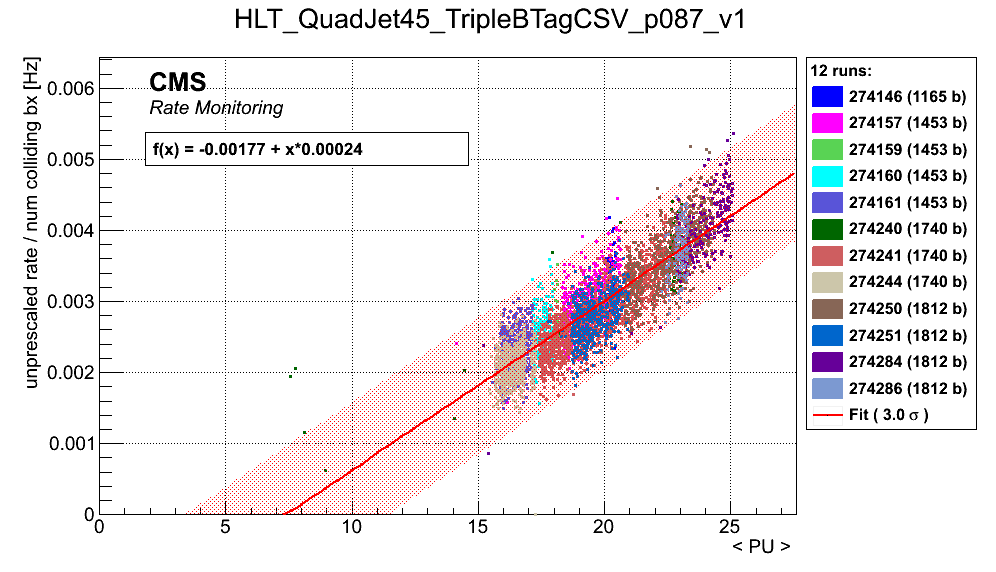 HLT_QuadJet45_TripleBTagCSV_p087_v1
unprescaled rate / num colliding bx [Hz]
CMS
Rate Monitoring
f(x) = -0.00177 + x*0.00024
0.006
0.005
0.004
0.003
0.002
0.001
0
0 5 10 15 20 25
< PU >
12 runs:
274146 (1165 b)
274157 (1453 b)
274159 (1453 b)
274160 (1453 b)
274161 (1453 b)
274240 (1740 b)
274241 (1740 b)
274244 (1740 b)
274250 (1812 b)
274251 (1812 b)
274284 (1812 b)
274286 (1812 b)
Fit ( 3.0 σ )